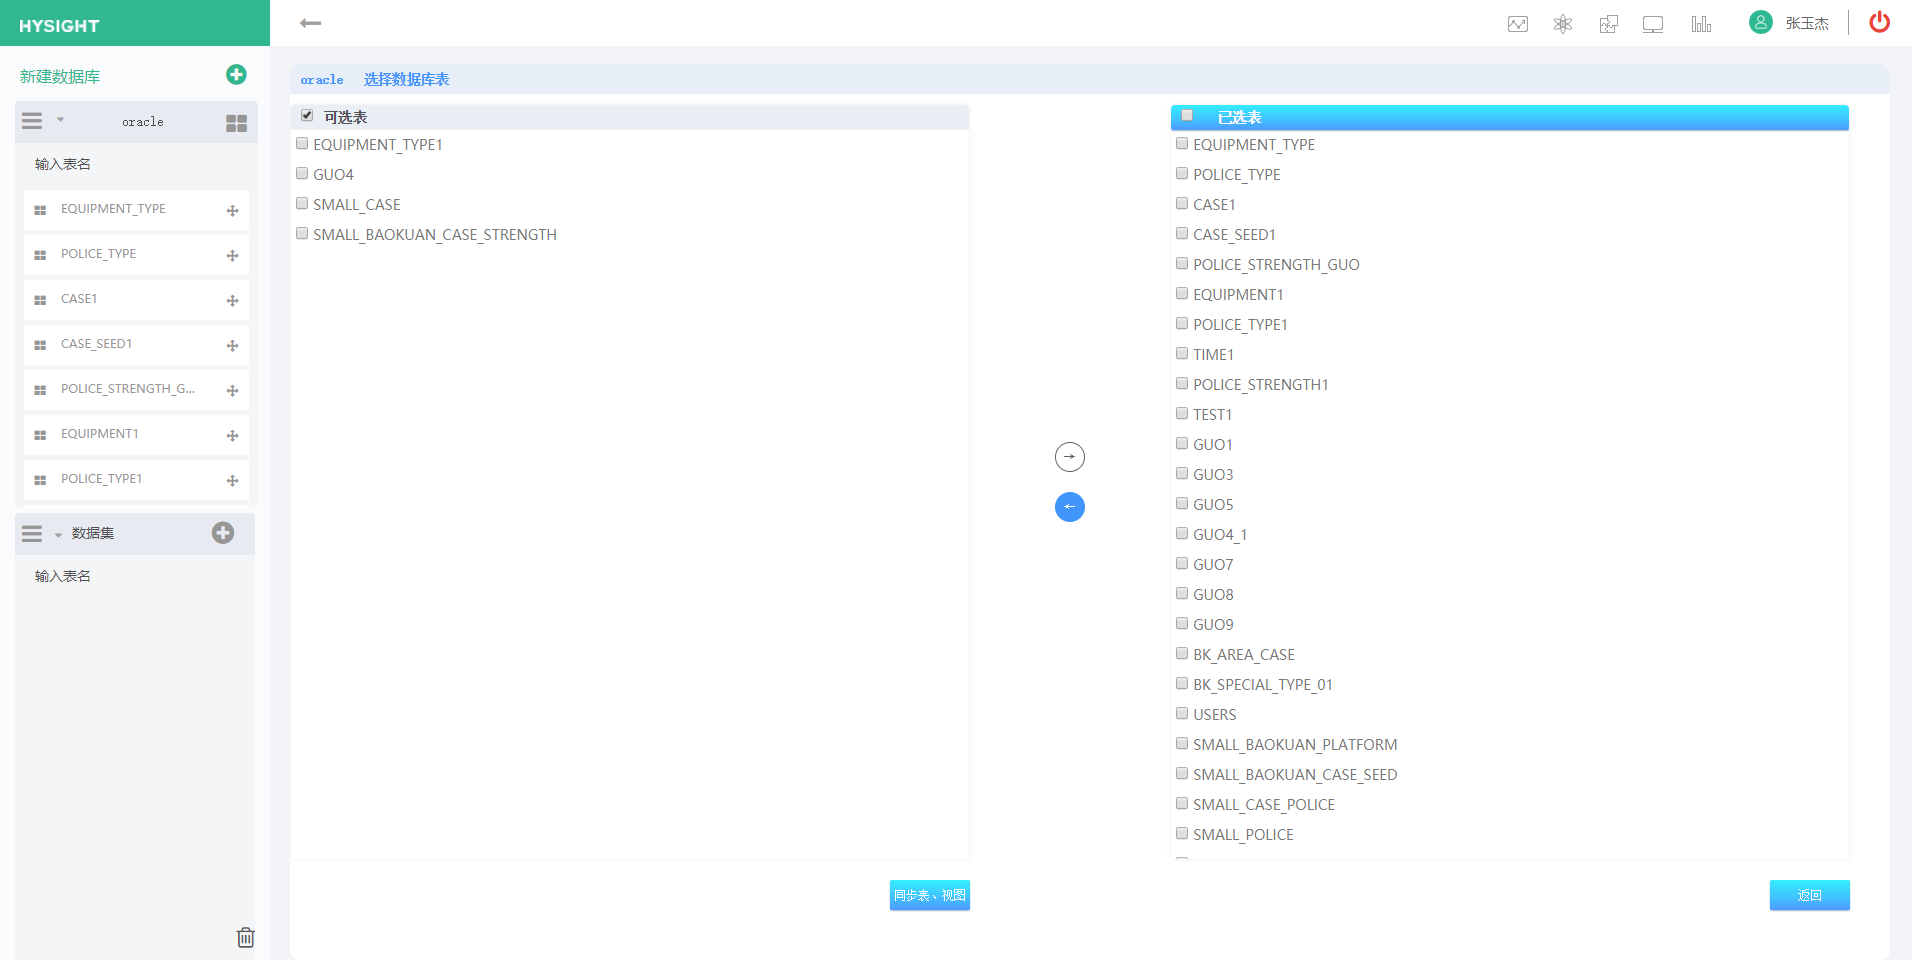 HYSIGHT
张玉杰
新建数据库
oracle
输入表名
EQUIPMENT_TYPE
POLICE_TYPE
CASE1
CASE_SEED1
POLICE_STRENGTH_G...
EQUIPMENT1
POLICE_TYPE1
数据集
输入表名
oracle 选择数据库表
可选表
EQUIPMENT_TYPE1
GUO4
SMALL_CASE
SMALL_BAOKUAN_CASE_STRENGTH
同步表、视图
已选表
EQUIPMENT_TYPE
POLICE_TYPE
CASE1
CASE_SEED1
POLICE_STRENGTH_GUO
EQUIPMENT1
POLICE_TYPE1
TIME1
POLICE_STRENGTH1
TEST1
GUO1
GUO3
GUO5
GUO4_1
GUO7
GUO8
GUO9
BK_AREA_CASE
BK_SPECIAL_TYPE_01
USERS
SMALL_BAOKUAN_PLATFORM
SMALL_BAOKUAN_CASE_SEED
SMALL_CASE_POLICE
SMALL_POLICE
返回